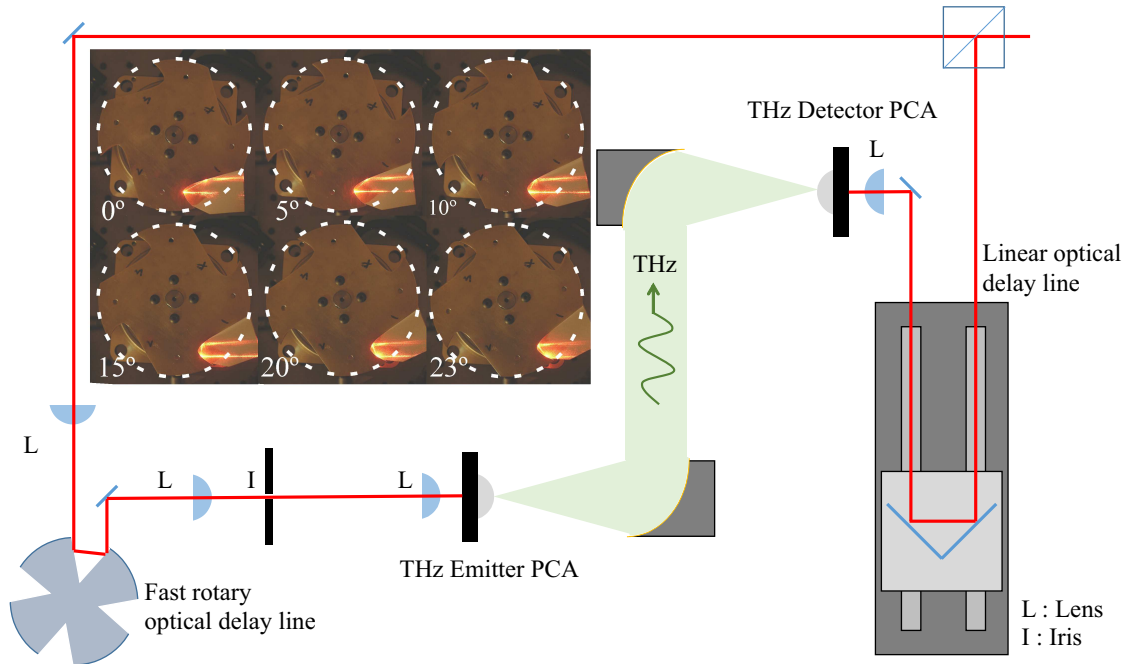 THz Detector PCA
L
0°
5°
10°
THz
Linear optical
delay line
15°
20°
23°
L
L
I
L
THz Emitter PCA
Fast rotary
optical delay line
L : Lens
I : Iris